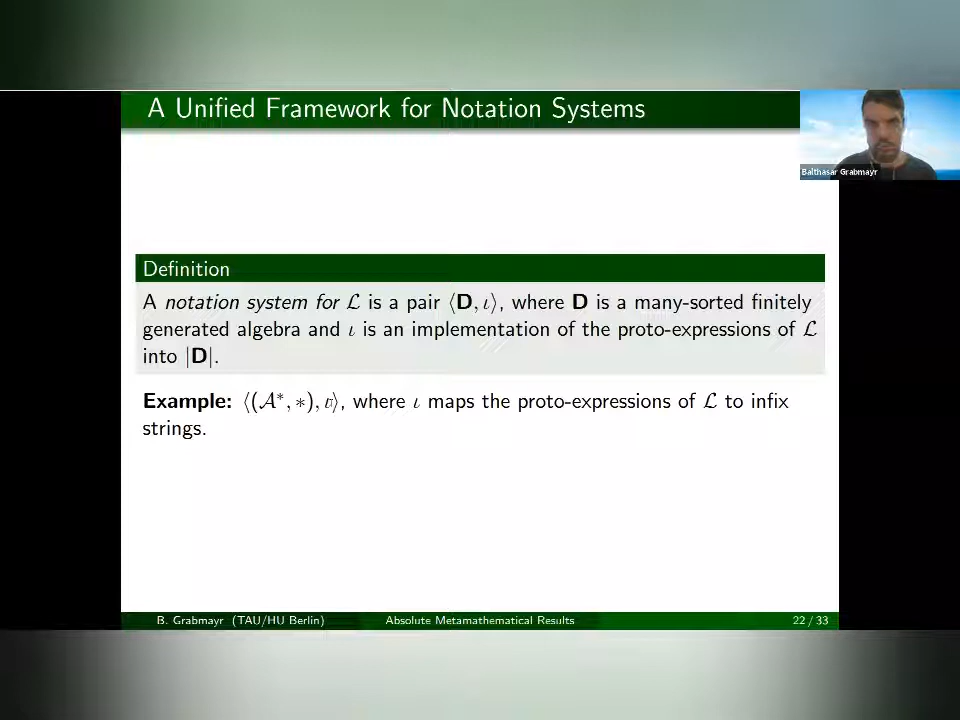 A Unified Framework for Notation Systems
Balthasar Grabmayr
Definition
A notation system for ℒ is a pair ⟨D, ι⟩, where D is a many-sorted finitely
generated algebra and ι is an implementation of the proto-expressions of ℒ
into |D|.
Example: ⟨(𝒜*, *), ι⟩, where ι maps the proto-expressions of ℒ to infix
strings.
B. Grabmayr (TAU/HU Berlin) Absolute Metamathematical Results 22 / 33